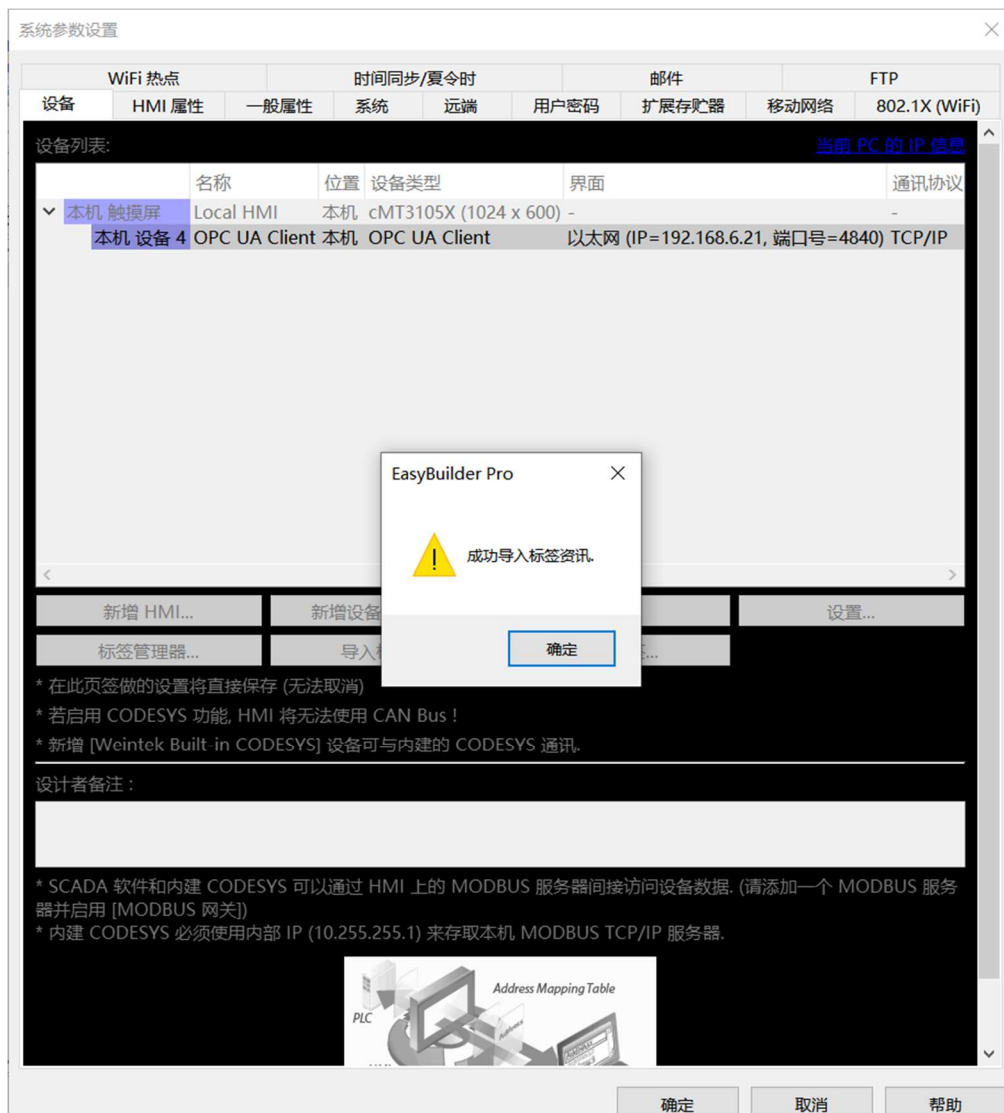 系统参数设置
WiFi 热点 时间同步/夏令时 邮件 FTP
设备 HMI 属性 一般属性 系统 远端 用户密码 扩展存贮器 移动网络 802.1X (WiFi)
设备列表: 当前 PC 的 IP 信息
名称 位置 设备类型 界面 通讯协议
本机 触摸屏 Local HMI 本机 cMT3105X (1024 x 600) - -
本机 设备 4 OPC UA Client 本机 OPC UA Client 以太网 (IP=192.168.6.21, 端口号=4840) TCP/IP
EasyBuilder Pro
成功导入标签资讯.
确定
新增 HMI... 新增设备 设置...
标签管理器... 导入
* 在此页签做的设置将直接保存 (无法取消)
* 若启用 CODESYS 功能, HMI 将无法使用 CAN Bus !
* 新增 [Weintek Built-in CODESYS] 设备可与内建的 CODESYS 通讯.
设计者备注 :
* SCADA 软件和内建 CODESYS 可以通过 HMI 上的 MODBUS 服务器间接访问设备数据. (请添加一个 MODBUS 服务
器并启用 [MODBUS 网关])
* 内建 CODESYS 必须使用内部 IP (10.255.255.1) 来存取本机 MODBUS TCP/IP 服务器.
Address Mapping Table
PLC
确定 取消 帮助